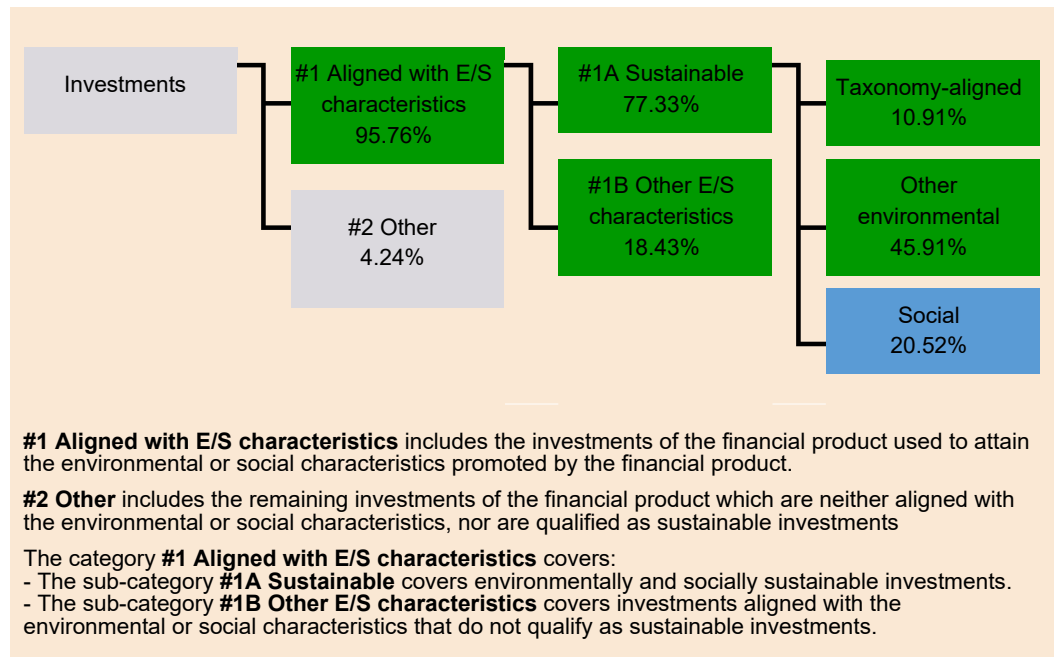 Investments
#1 Aligned with E/S
characteristics
95.76%
#2 Other
4.24%
#1A Sustainable
77.33%
#1B Other E/S
characteristics
18.43%
Taxonomy-aligned
10.91%
Other
environmental
45.91%
Social
20.52%
#1 Aligned with E/S characteristics includes the investments of the financial product used to attain
the environmental or social characteristics promoted by the financial product.
#2 Other includes the remaining investments of the financial product which are neither aligned with
the environmental or social characteristics, nor are qualified as sustainable investments
The category #1 Aligned with E/S characteristics covers:
- The sub-category #1A Sustainable covers environmentally and socially sustainable investments.
- The sub-category #1B Other E/S characteristics covers investments aligned with the
environmental or social characteristics that do not qualify as sustainable investments.